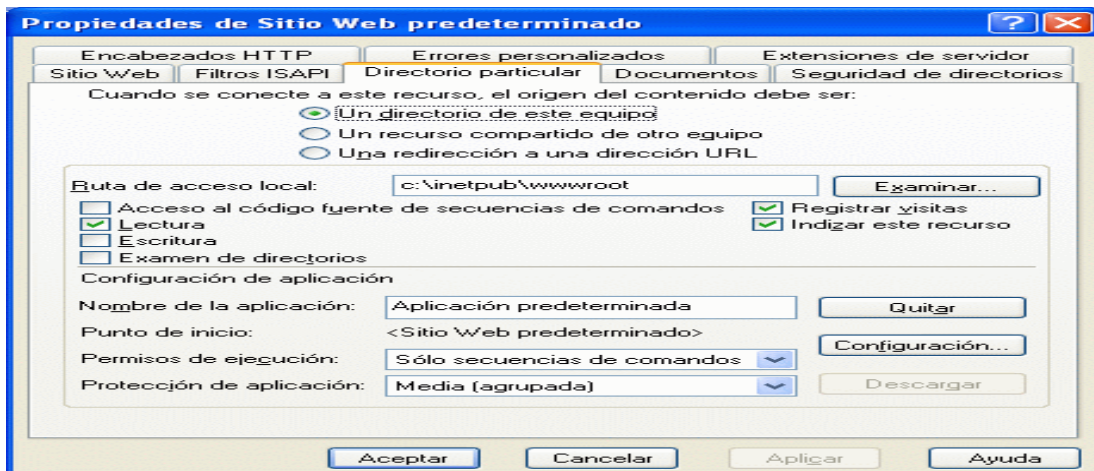 Propiedades de Sitio Web predeterminado
Encabezados HTTP Errores personalizados Extensiones de servidor
Sitio Web Filtros ISAPI Directorio particular Documentos Seguridad de directorios
Cuando se conecte a este recurso, el origen del contenido debe ser:
Un directorio de este equipo
Un recurso compartido de otro equipo
Una redirección a una dirección URL
Ruta de acceso local: c:\inetpub\wwwroot Examinar...
Acceso al código fuente de secuencias de comandos Registrar visitas
Lectura Indizar este recurso
Escritura
Examen de directorios
Configuración de aplicación
Nombre de la aplicación: Aplicación predeterminada Quitar
Punto de inicio: <Sitio Web predeterminado>
Configuración...
Permisos de ejecución: Sólo secuencias de comandos
Protección de aplicación: Media (agrupada) Descargar
Aceptar Cancelar Aplicar Ayuda